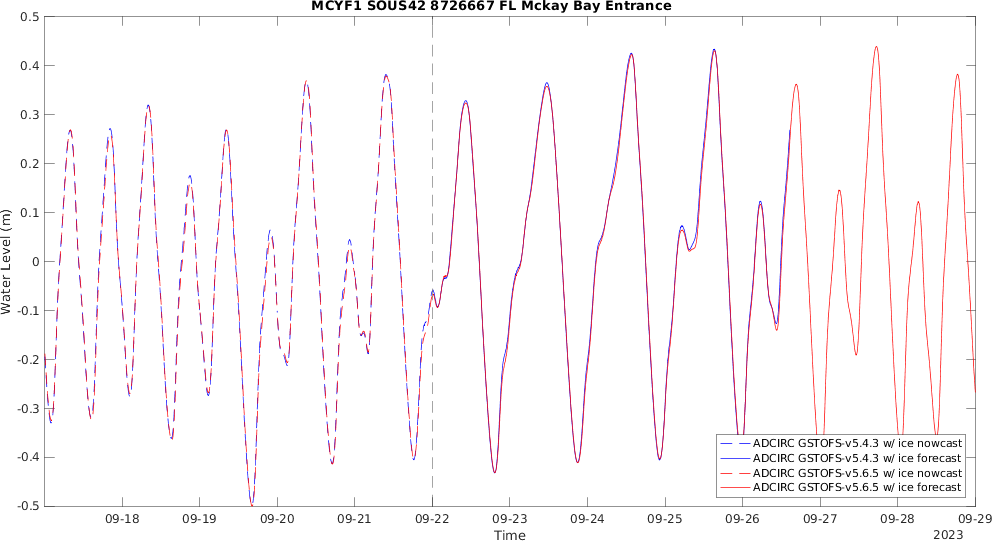 MCYF1 SOUS42 8726667 FL Mckay Bay Entrance
Water Level (m)
0.5
0.4
0.3
0.2
0.1
0
-0.1
-0.2
-0.3
-0.4
-0.5
ADCIRC GSTOFS-v5.4.3 w/ ice nowcast
ADCIRC GSTOFS-v5.4.3 w/ ice forecast
ADCIRC GSTOFS-v5.6.5 w/ ice nowcast
ADCIRC GSTOFS-v5.6.5 w/ ice forecast
09-18 09-19 09-20 09-21 09-22 09-23 09-24 09-25 09-26 09-27 09-28 09-29
Time
2023